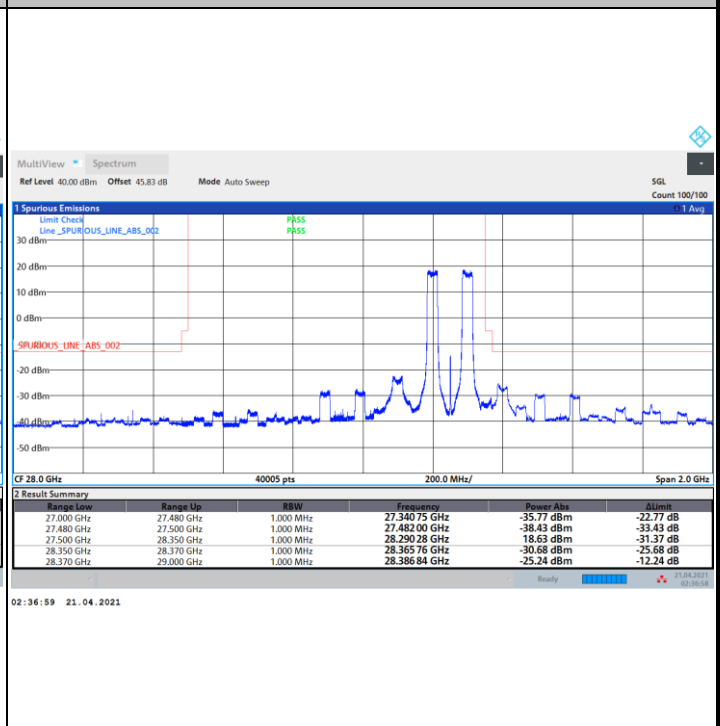 MultiView Spectrum
Ref Level 40.00 dBm Offset 45.83 dB Mode Auto Sweep SGL
Count 100/100
1 Spurious Emissions 1 Avg
Limit Check PASS
Line _SPURIOUS_LINE_ABS_002 PASS
30 dBm
20 dBm
10 dBm
0 dBm
_SPURIOUS_LINE_ABS_002
-20 dBm
-30 dBm
-40 dBm
-50 dBm
CF 28.0 GHz 40005 pts 200.0 MHz/ Span 2.0 GHz
2 Result Summary
Range Low Range Up RBW Frequency Power Abs ΔLimit
27.000 GHz 27.480 GHz 1.000 MHz 27.340 75 GHz -35.77 dBm -22.77 dB
27.480 GHz 27.500 GHz 1.000 MHz 27.482 00 GHz -38.43 dBm -33.43 dB
27.500 GHz 28.350 GHz 1.000 MHz 28.290 28 GHz 18.63 dBm -31.37 dB
28.350 GHz 28.370 GHz 1.000 MHz 28.365 76 GHz -30.68 dBm -25.68 dB
28.370 GHz 29.000 GHz 1.000 MHz 28.386 84 GHz -25.24 dBm -12.24 dB
Ready 21.04.2021
02:36:58
02:36:59 21.04.2021